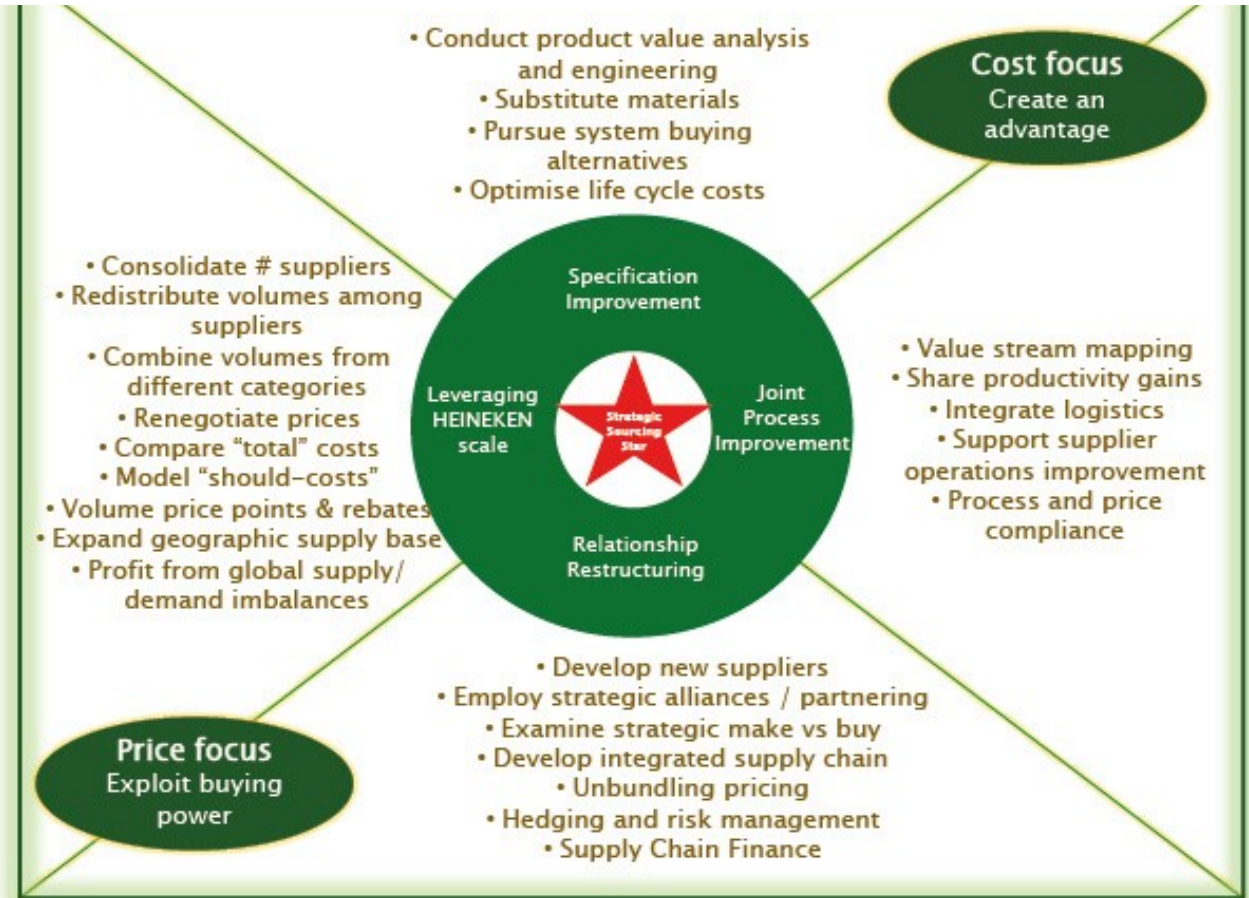 • Conduct product value analysis
and engineering
• Substitute materials
• Pursue system buying
alternatives
• Optimise life cycle costs
Cost focus
Create an
advantage
• Consolidate # suppliers
• Redistribute volumes among
suppliers
• Combine volumes from
different categories
• Renegotiate prices
• Compare “total” costs
• Model “should-costs”
• Volume price points & rebates
• Expand geographic supply base
• Profit from global supply/
demand imbalances
Specification
Improvement
Leveraging
HEINEKEN
scale
Strategic
Sourcing
Star
Joint
Process
Improvement
Relationship
Restructuring
• Value stream mapping
• Share productivity gains
• Integrate logistics
• Support supplier
operations improvement
• Process and price
compliance
Price focus
Exploit buying
power
• Develop new suppliers
• Employ strategic alliances / partnering
• Examine strategic make vs buy
• Develop integrated supply chain
• Unbundling pricing
• Hedging and risk management
• Supply Chain Finance